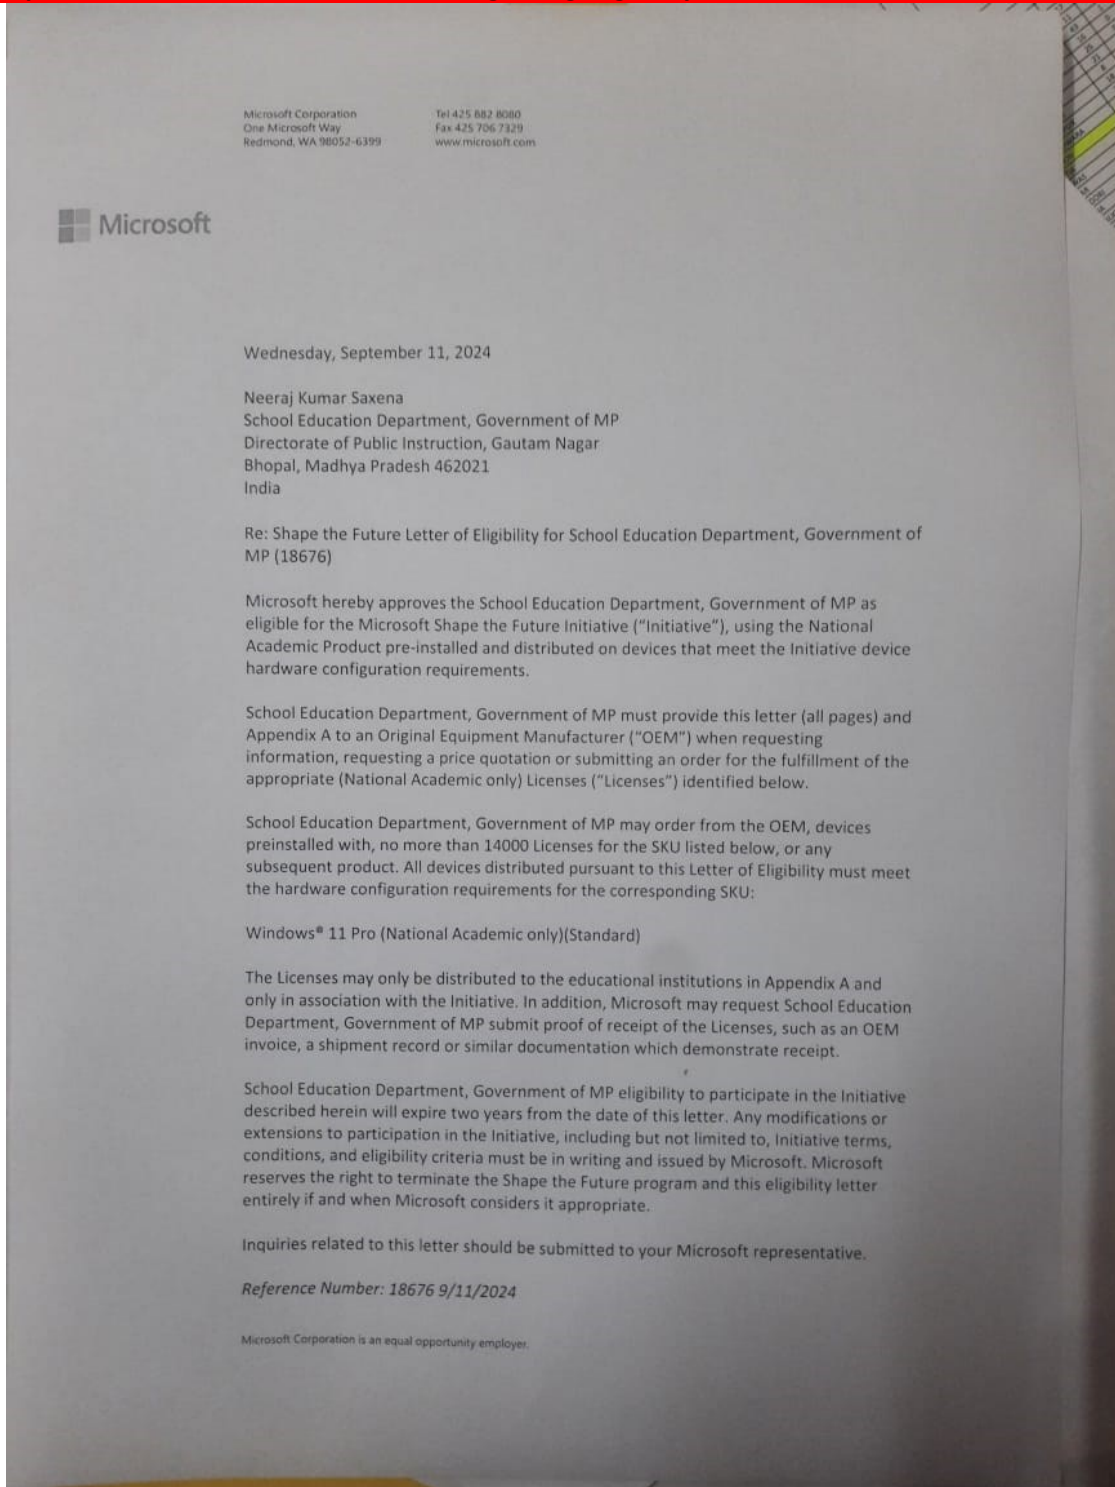 Microsoft Corporation
One Microsoft Way
Redmond, WA 98052-6399
Tel 425 882 8080
Fax 425 706 7329
www.microsoft.com
Microsoft
Wednesday, September 11, 2024
Neeraj Kumar Saxena
School Education Department, Government of MP
Directorate of Public Instruction, Gautam Nagar
Bhopal, Madhya Pradesh 462021
India
Re: Shape the Future Letter of Eligibility for School Education Department, Government of
MP (18676)
Microsoft hereby approves the School Education Department, Government of MP as
eligible for the Microsoft Shape the Future Initiative (“Initiative”), using the National
Academic Product pre-installed and distributed on devices that meet the Initiative device
hardware configuration requirements.
School Education Department, Government of MP must provide this letter (all pages) and
Appendix A to an Original Equipment Manufacturer (“OEM”) when requesting
information, requesting a price quotation or submitting an order for the fulfillment of the
appropriate (National Academic only) Licenses (“Licenses”) identified below.
School Education Department, Government of MP may order from the OEM, devices
preinstalled with, no more than 14000 Licenses for the SKU listed below, or any
subsequent product. All devices distributed pursuant to this Letter of Eligibility must meet
the hardware configuration requirements for the corresponding SKU:
Windows® 11 Pro (National Academic only)(Standard)
The Licenses may only be distributed to the educational institutions in Appendix A and
only in association with the Initiative. In addition, Microsoft may request School Education
Department, Government of MP submit proof of receipt of the Licenses, such as an OEM
invoice, a shipment record or similar documentation which demonstrate receipt.
School Education Department, Government of MP eligibility to participate in the Initiative
described herein will expire two years from the date of this letter. Any modifications or
extensions to participation in the Initiative, including but not limited to, Initiative terms,
conditions, and eligibility criteria must be in writing and issued by Microsoft. Microsoft
reserves the right to terminate the Shape the Future program and this eligibility letter
entirely if and when Microsoft considers it appropriate.
Inquiries related to this letter should be submitted to your Microsoft representative.
Reference Number: 18676 9/11/2024
Microsoft Corporation is an equal opportunity employer.